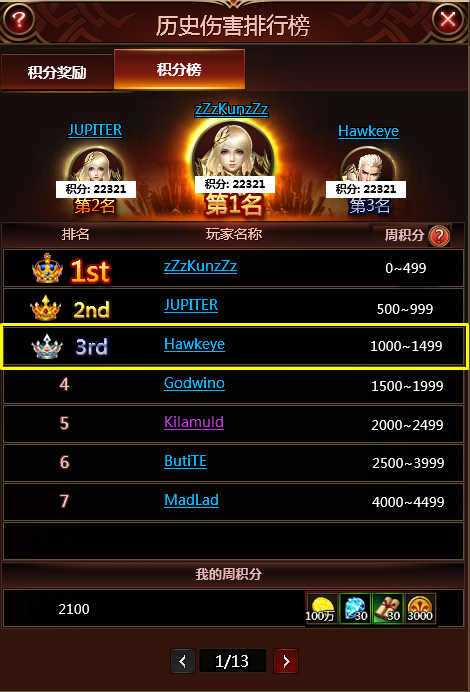 ?
历史伤害排行榜
积分奖励 积分榜
zZzKunzZz
JUPITER
Hawkeye
积分: 22321
积分: 22321
积分: 22321
第2名 第1名 第3名
排名 玩家名称 周积分 ?
1st zZzKunzZz 0~499
2nd JUPITER 500~999
3rd Hawkeye 1000~1499
4 Godwino 1500~1999
5 Kilamuld 2000~2499
6 ButiTE 2500~3999
7 MadLad 4000~4499
我的周积分
2100 100万 30 30 3000
1/13